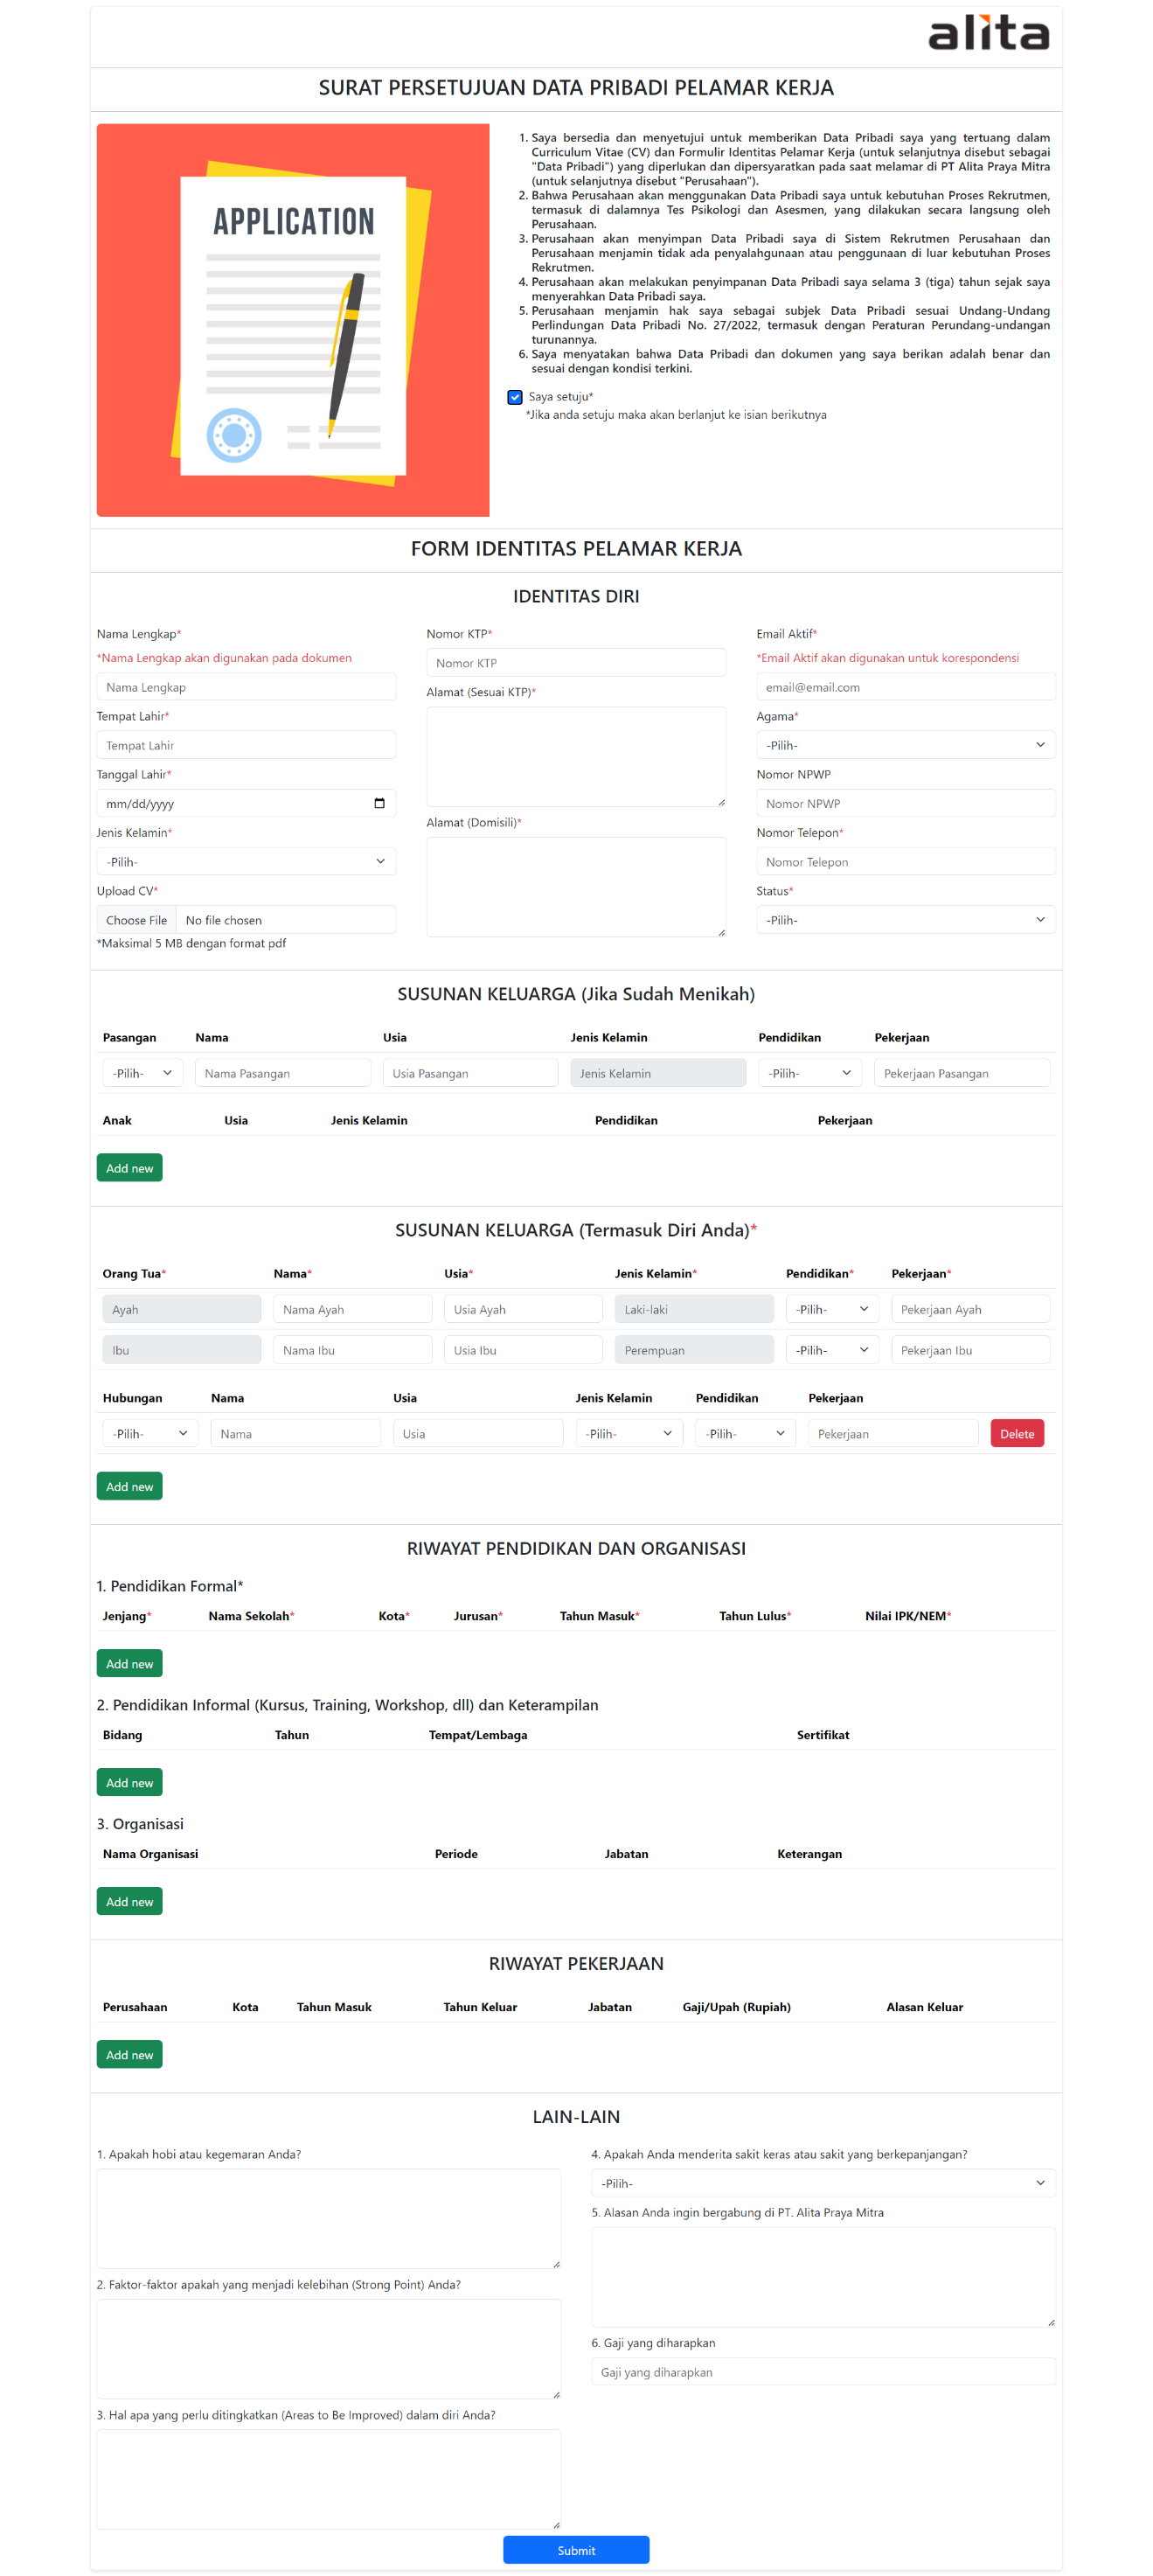 alita
SURAT PERSETUJUAN DATA PRIBADI PELAMAR KERJA
APPLICATION
1. Saya bersedia dan menyetujui untuk memberikan Data Pribadi saya yang tertuang dalam
Curriculum Vitae (CV) dan Formulir Identitas Pelamar Kerja (untuk selanjutnya disebut sebagai
"Data Pribadi") yang diperlukan dan dipersyaratkan pada saat melamar di PT Alita Praya Mitra
(untuk selanjutnya disebut "Perusahaan").
2. Bahwa Perusahaan akan menggunakan Data Pribadi saya untuk kebutuhan Proses Rekrutmen,
termasuk di dalamnya Tes Psikologi dan Asesmen, yang dilakukan secara langsung oleh
Perusahaan.
3. Perusahaan akan menyimpan Data Pribadi saya di Sistem Rekrutmen Perusahaan dan
Perusahaan menjamin tidak ada penyalahgunaan atau penggunaan di luar kebutuhan Proses
Rekrutmen.
4. Perusahaan akan melakukan penyimpanan Data Pribadi saya selama 3 (tiga) tahun sejak saya
menyerahkan Data Pribadi saya.
5. Perusahaan menjamin hak saya sebagai subjek Data Pribadi sesuai Undang-Undang
Perlindungan Data Pribadi No. 27/2022, termasuk dengan Peraturan Perundang-undangan
turunannya.
6. Saya menyatakan bahwa Data Pribadi dan dokumen yang saya berikan adalah benar dan
sesuai dengan kondisi terkini.
Saya setuju*
*Jika anda setuju maka akan berlanjut ke isian berikutnya
FORM IDENTITAS PELAMAR KERJA
IDENTITAS DIRI
Nama Lengkap*
*Nama Lengkap akan digunakan pada dokumen
Nama Lengkap
Tempat Lahir*
Tempat Lahir
Tanggal Lahir*
mm/dd/yyyy
Jenis Kelamin*
-Pilih-
Upload CV*
Choose File No file chosen
*Maksimal 5 MB dengan format pdf
Nomor KTP*
Nomor KTP
Alamat (Sesuai KTP)*
Alamat (Domisili)*
Email Aktif*
*Email Aktif akan digunakan untuk korespondensi
email@email.com
Agama*
-Pilih-
Nomor NPWP
Nomor NPWP
Nomor Telepon*
Nomor Telepon
Status*
-Pilih-
SUSUNAN KELUARGA (Jika Sudah Menikah)
Pasangan Nama Usia Jenis Kelamin Pendidikan Pekerjaan
-Pilih- Nama Pasangan Usia Pasangan Jenis Kelamin -Pilih- Pekerjaan Pasangan
Anak Usia Jenis Kelamin Pendidikan Pekerjaan
Add new
SUSUNAN KELUARGA (Termasuk Diri Anda)*
Orang Tua* Nama* Usia* Jenis Kelamin* Pendidikan* Pekerjaan*
Ayah Nama Ayah Usia Ayah Laki-laki -Pilih- Pekerjaan Ayah
Ibu Nama Ibu Usia Ibu Perempuan -Pilih- Pekerjaan Ibu
Hubungan Nama Usia Jenis Kelamin Pendidikan Pekerjaan
-Pilih- Nama Usia -Pilih- -Pilih- Pekerjaan Delete
Add new
RIWAYAT PENDIDIKAN DAN ORGANISASI
1. Pendidikan Formal*
Jenjang* Nama Sekolah* Kota* Jurusan* Tahun Masuk* Tahun Lulus* Nilai IPK/NEM*
Add new
2. Pendidikan Informal (Kursus, Training, Workshop, dll) dan Keterampilan
Bidang Tahun Tempat/Lembaga Sertifikat
Add new
3. Organisasi
Nama Organisasi Periode Jabatan Keterangan
Add new
RIWAYAT PEKERJAAN
Perusahaan Kota Tahun Masuk Tahun Keluar Jabatan Gaji/Upah (Rupiah) Alasan Keluar
Add new
LAIN-LAIN
1. Apakah hobi atau kegemaran Anda?
2. Faktor-faktor apakah yang menjadi kelebihan (Strong Point) Anda?
3. Hal apa yang perlu ditingkatkan (Areas to Be Improved) dalam diri Anda?
4. Apakah Anda menderita sakit keras atau sakit yang berkepanjangan?
-Pilih-
5. Alasan Anda ingin bergabung di PT. Alita Praya Mitra
6. Gaji yang diharapkan
Gaji yang diharapkan
Submit